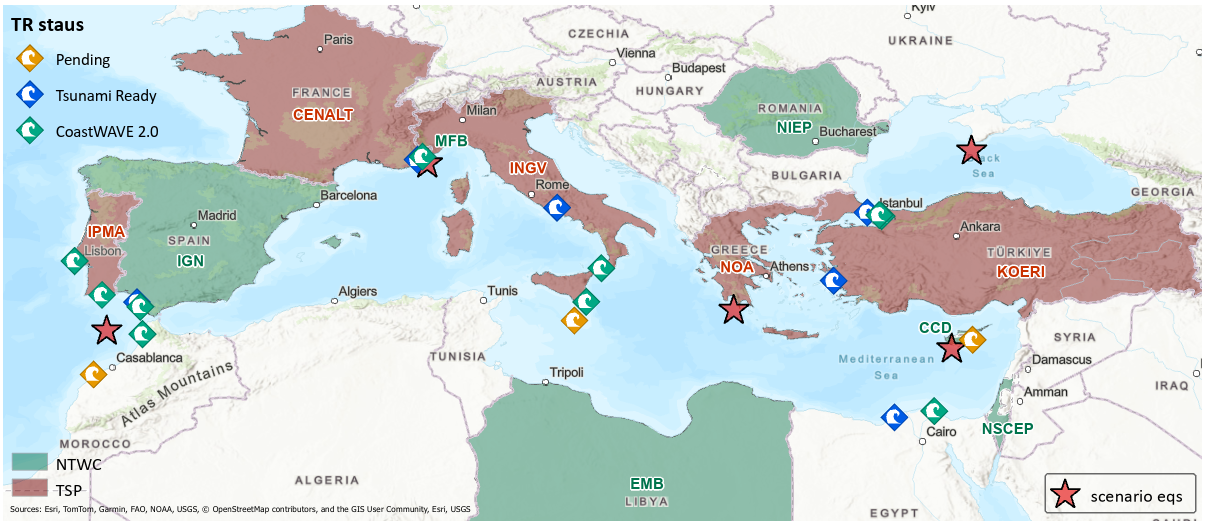 TR staus
Pending
Tsunami Ready
CoastWAVE 2.0
Kyiv
Paris
CZECHIA
UKRAINE
Vienna
Budapest
AUSTRIA
HUNGARY
FRANCE
CENALT
Milan
ROMANIA
NIEP
Bucharest
MFB
INGV
Rome
BULGARIA
Sea
GEORGIA
Barcelona
Madrid
SPAIN
IGN
IPMA
Lisbon
Istanbul
Ankara
TÜRKIYE
KOERI
GREECE
NOA
Athens
Algiers
Tunis
CCD
SYRIA
Casablanca
TUNISIA
Mediterranean
Sea
Damascus
Atlas Mountains
Tripoli
Amman
IRAQ
NSCEP
Cairo
MOROCCO
NTWC
TSP
ALGERIA
EMB
LIBYA
EGYPT
scenario eqs
Sources: Esri, TomTom, Garmin, FAO, NOAA, USGS, © OpenStreetMap contributors, and the GIS User Community, Esri, USGS